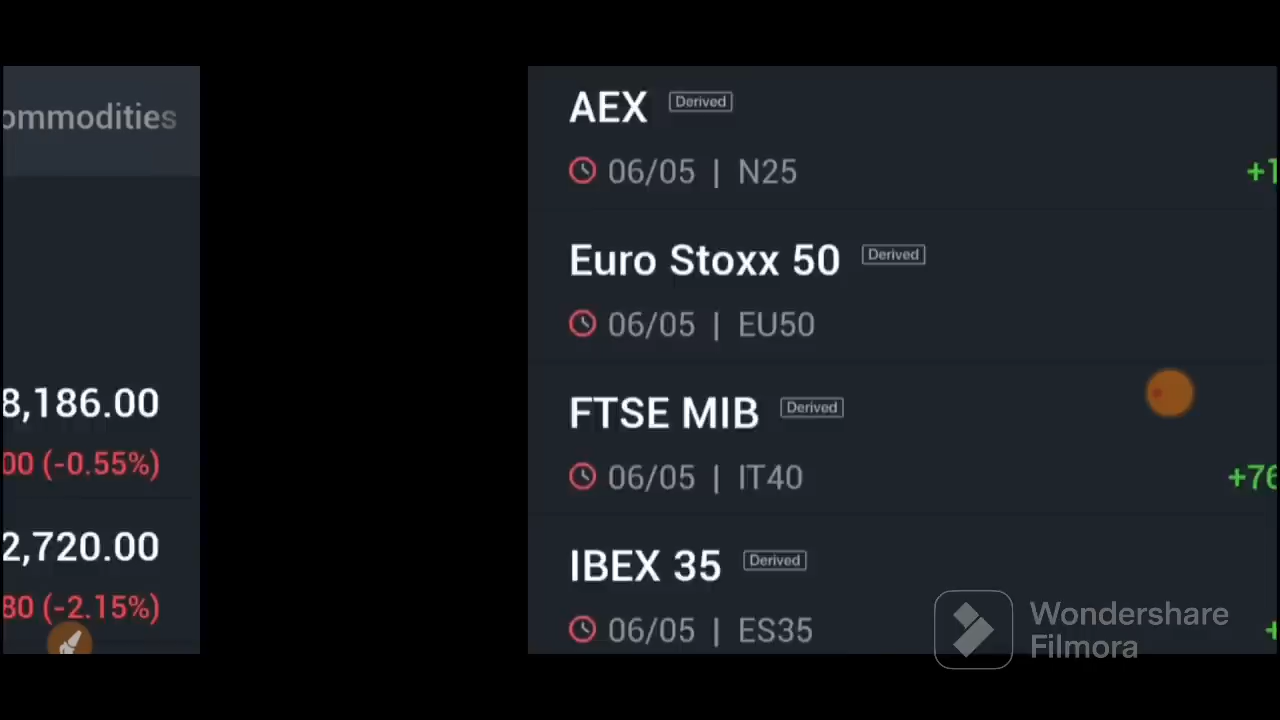 ommodities
8,186.00
00 (-0.55%)
2,720.00
80 (-2.15%)
AEX Derived
06/05 | N25
+1
Euro Stoxx 50 Derived
06/05 | EU50
FTSE MIB Derived
06/05 | IT40
+76
IBEX 35 Derived
06/05 | ES35
+
Wondershare
Filmora